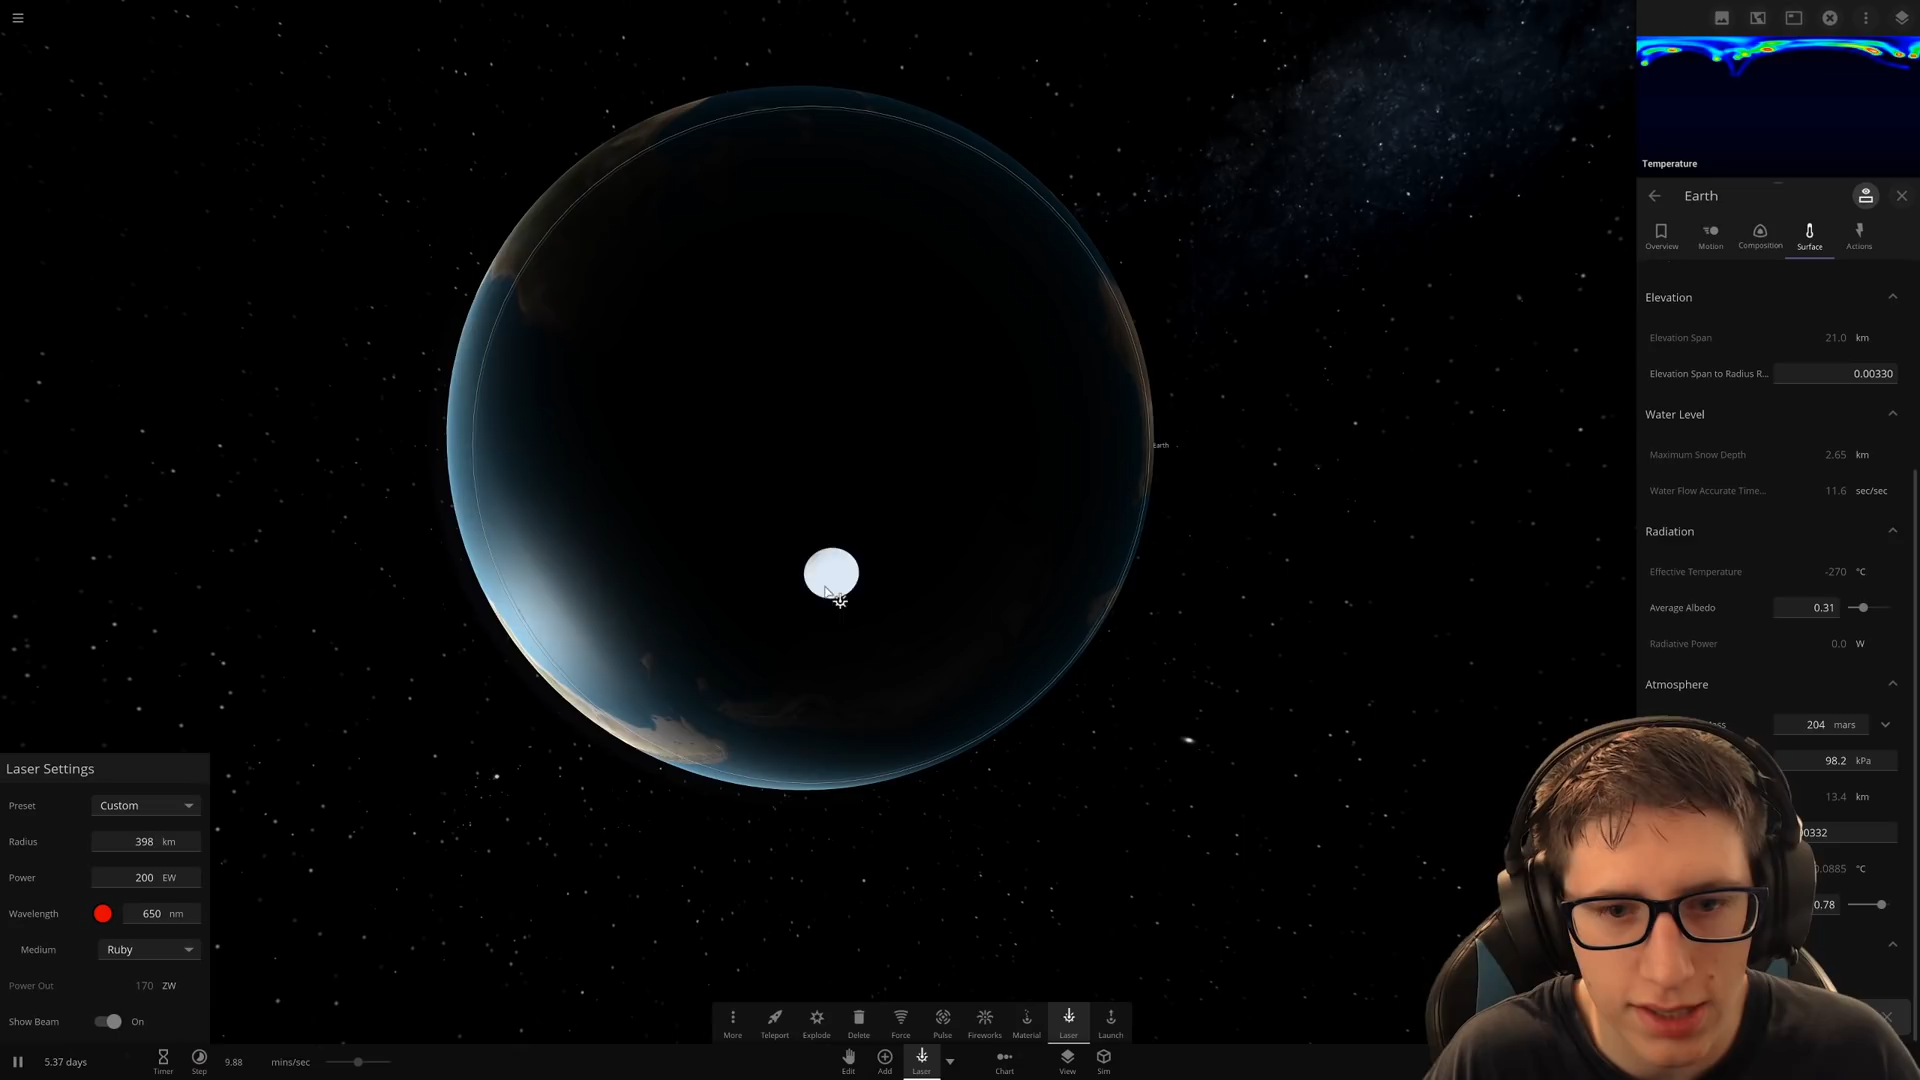 Temperature
Earth
Overview
Motion
Composition
Surface
Actions
Elevation
Elevation Span 21.0 km
Elevation Span to Radius R... 0.00330
Water Level
Maximum Snow Depth 2.65 km
Water Flow Accurate Time... 11.6 sec/sec
Radiation
Effective Temperature -270 °C
Average Albedo 0.31
Radiative Power 0.0 W
Atmosphere
204 mars
98.2 kPa
13.4 km
°C
0.78
Earth
Laser Settings
Preset Custom
Radius 398 km
Power 200 EW
Wavelength 650 nm
Medium Ruby
Power Out 170 ZW
Show Beam On
More Teleport Explode Delete Force Pulse Fireworks Material Laser Launch
5.37 days Timer Step 9.88 mins/sec Edit Add Laser Chart View Sim